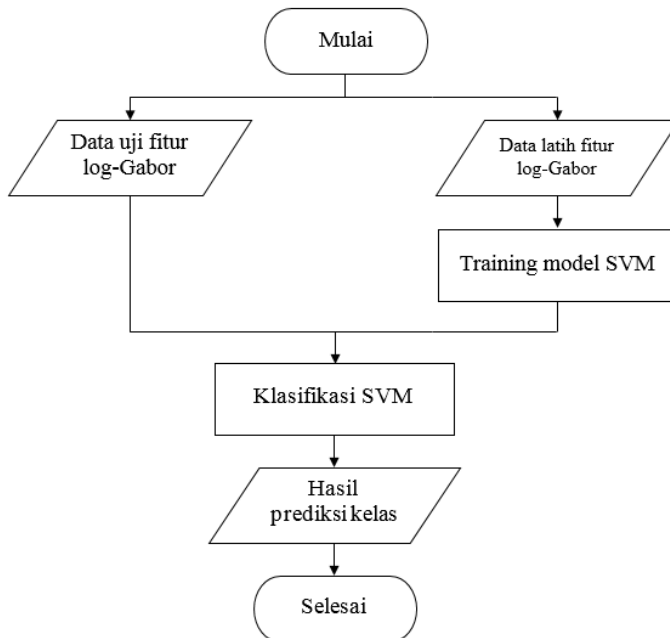 Mulai
Data uji fitur
log-Gabor
Data latih fitur
log-Gabor
Training model SVM
Klasifikasi SVM
Hasil
prediksi kelas
Selesai